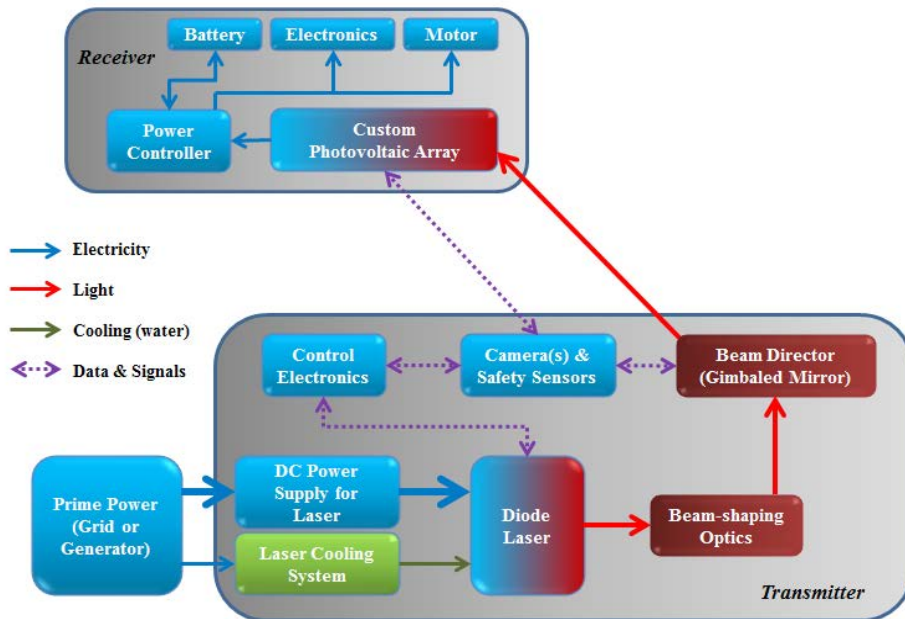 Receiver
Battery
Electronics
Motor
Power
Controller
Custom
Photovoltaic Array
Electricity
Light
Cooling (water)
Data & Signals
Control
Electronics
Camera(s) &
Safety Sensors
Beam Director
(Gimbaled Mirror)
Prime Power
(Grid or
Generator)
DC Power
Supply for
Laser
Laser Cooling
System
Diode
Laser
Beam-shaping
Optics
Transmitter